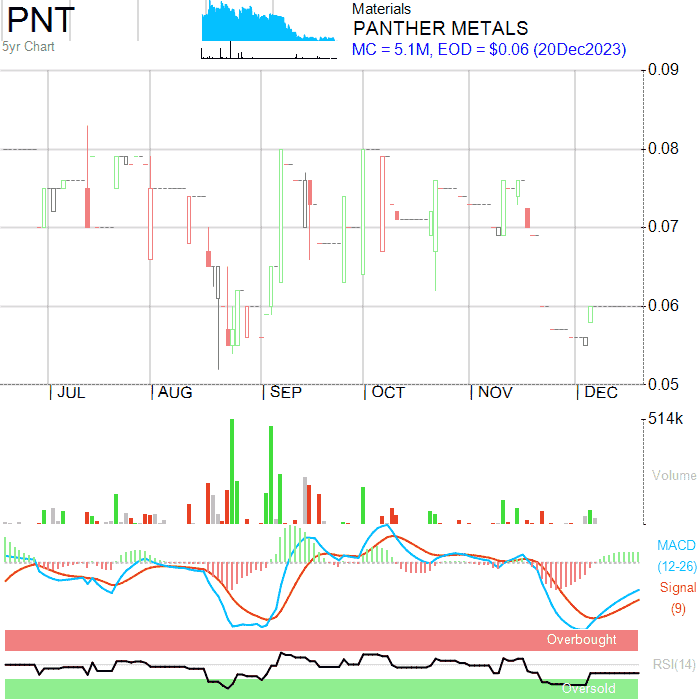 PNT
5yr Chart
Materials
PANTHER METALS
MC = 5.1M, EOD = $0.06 (20Dec2023)
0.09
0.08
0.07
0.06
0.05
JUL AUG SEP OCT NOV DEC
514k
Volume
MACD
(12-26)
Signal
(9)
Overbought
RSI(14)
Oversold